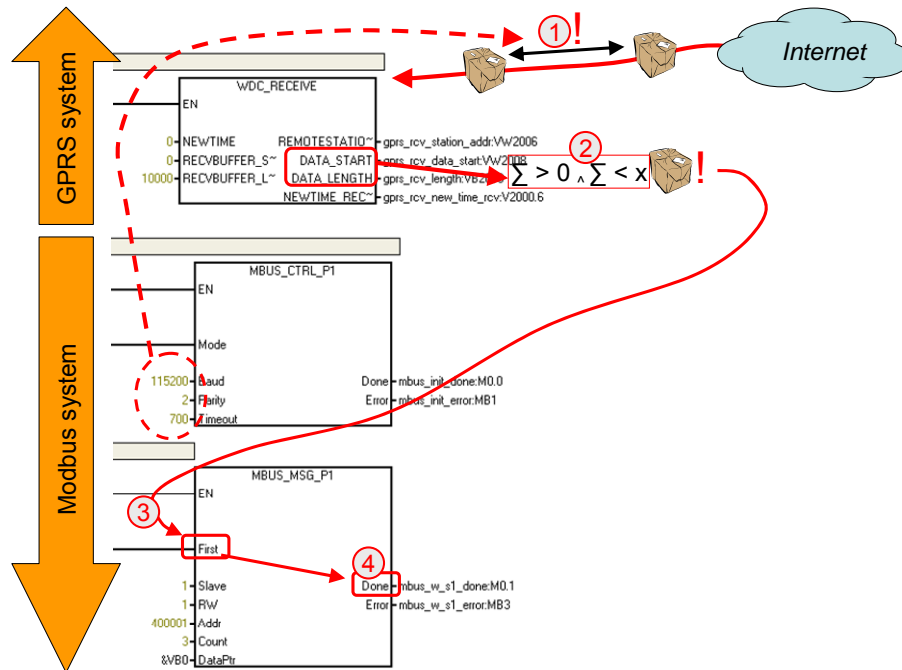 1
!
Internet
GPRS system
WDC_RECEIVE
EN
0 NEWTIME REMOTESTATIO~ gprs_rcv_station_addr:VW2006
0 RECVBUFFER_S~ DATA_START gprs_rcv_data_start:VW2008
10000 RECVBUFFER_L~ DATA_LENGTH gprs_rcv_length:VB2
NEWTIME_REC~ gprs_rcv_new_time_rcv:V2000.6
2
∑ > 0 ^ ∑ < x
!
Modbus system
MBUS_CTRL_P1
EN
Mode
115200 Baud Done mbus_init_done:M0.0
2 Parity Error mbus_init_error:MB1
700 Timeout
MBUS_MSG_P1
EN
3
First
4
1 Slave Done mbus_w_s1_done:M0.1
1 RW Error mbus_w_s1_error:MB3
400001 Addr
3 Count
&VB0 DataPtr